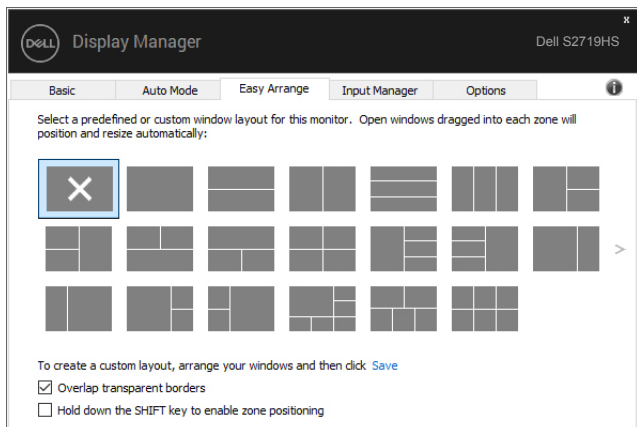 x
DELL Display Manager Dell S2719HS
Basic Auto Mode Easy Arrange Input Manager Options
Select a predefined or custom window layout for this monitor. Open windows dragged into each zone will
position and resize automatically:
To create a custom layout, arrange your windows and then click Save
Overlap transparent borders
Hold down the SHIFT key to enable zone positioning